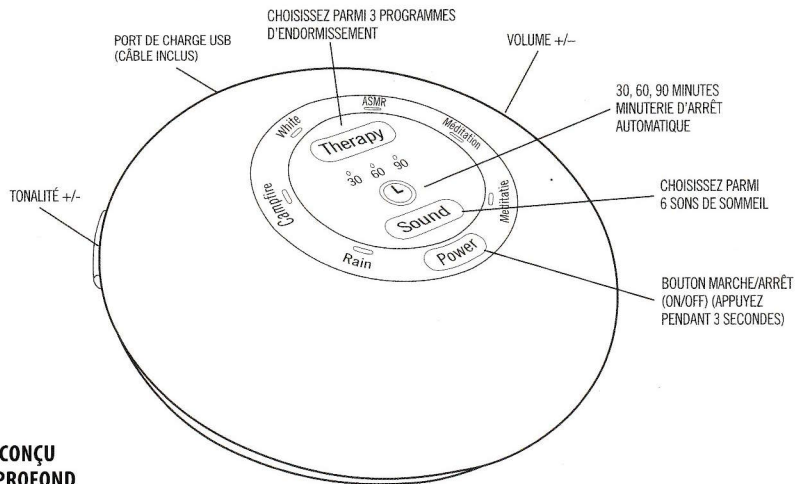 CHOISISSEZ PARMI 3 PROGRAMMES
D'ENDORMISSEMENT
PORT DE CHARGE USB
(CÂBLE INCLUS)
VOLUME +/–
30, 60, 90 MINUTES
MINUTERIE D'ARRÊT
AUTOMATIQUE
TONALITÉ +/-
CHOISISSEZ PARMI
6 SONS DE SOMMEIL
BOUTON MARCHE/ARRÊT
(ON/OFF) (APPUYEZ
PENDANT 3 SECONDES)
White
ASMR
Méditation
Therapy
30 60 90
Campfire
Meditatie
Sound
Rain
Power
CONÇU
PROFOND